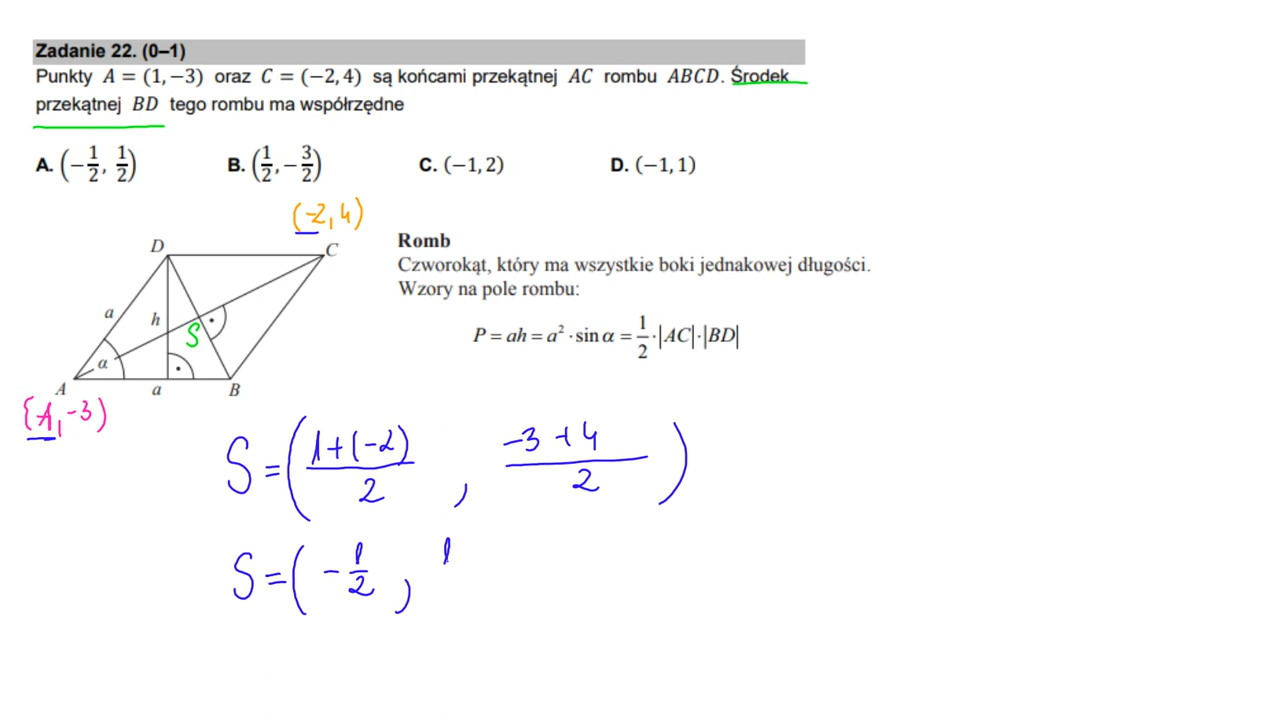 Zadanie 22. (0–1)
Punkty A = (1, −3) oraz C = (−2, 4) są końcami przekątnej AC rombu ABCD. Środek
przekątnej BD tego rombu ma współrzędne
A. (−1/2, 1/2) B. (1/2, −3/2) C. (−1, 2) D. (−1, 1)
(-2, 4)
D C
Romb
Czworokąt, który ma wszystkie boki jednakowej długości.
Wzory na pole rombu:
a h S
P = ah = a² · sin α = 1/2 · |AC| · |BD|
α
A a B
(1, -3)
S = ( 1+(-2)/2 , -3+4/2 )
S = ( - 1/2 , 1